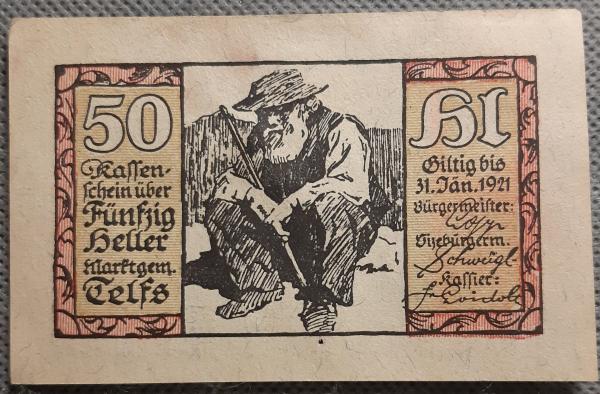 50
Kassen-
schein über
Fünfzig
Heller
Marktgem.
Telfs
Hl
Giltig bis
31. Jän. 1921
Bürgermeister:
Vizebürgerm.
Schweigl
Kassier: